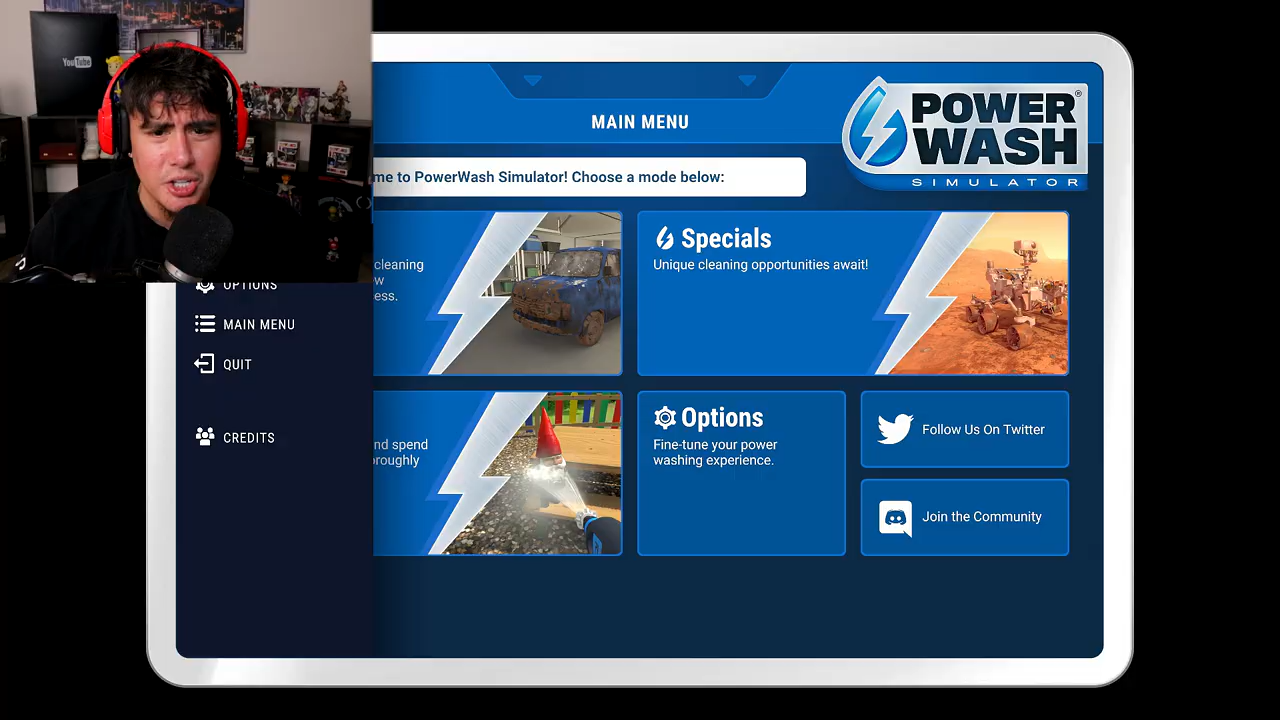 YouTube
MAIN MENU
POWER
WASH
SIMULATOR
me to PowerWash Simulator! Choose a mode below:
cleaning
ess.
Specials
Unique cleaning opportunities await!
OPTIONS
MAIN MENU
QUIT
CREDITS
nd spend
oroughly
Options
Fine-tune your power
washing experience.
Follow Us On Twitter
Join the Community